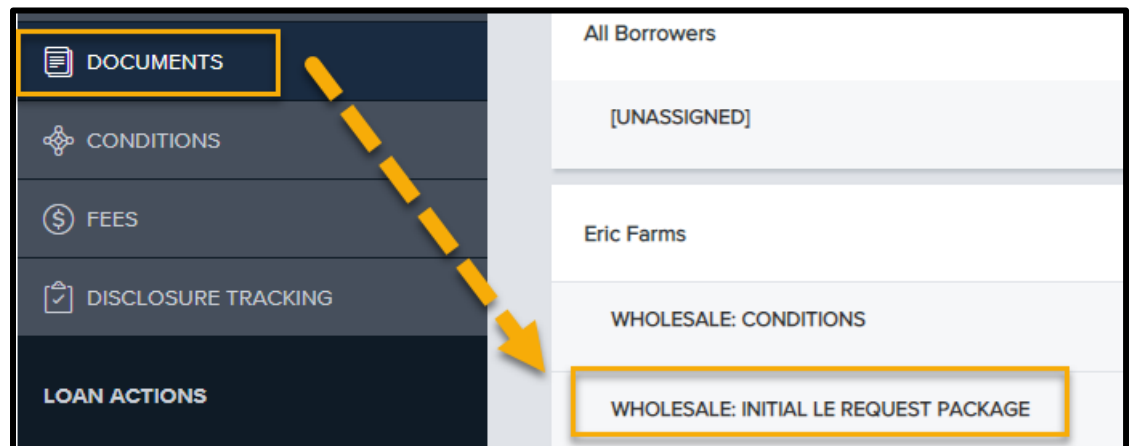 DOCUMENTS
CONDITIONS
FEES
DISCLOSURE TRACKING
LOAN ACTIONS
All Borrowers
[UNASSIGNED]
Eric Farms
WHOLESALE: CONDITIONS
WHOLESALE: INITIAL LE REQUEST PACKAGE